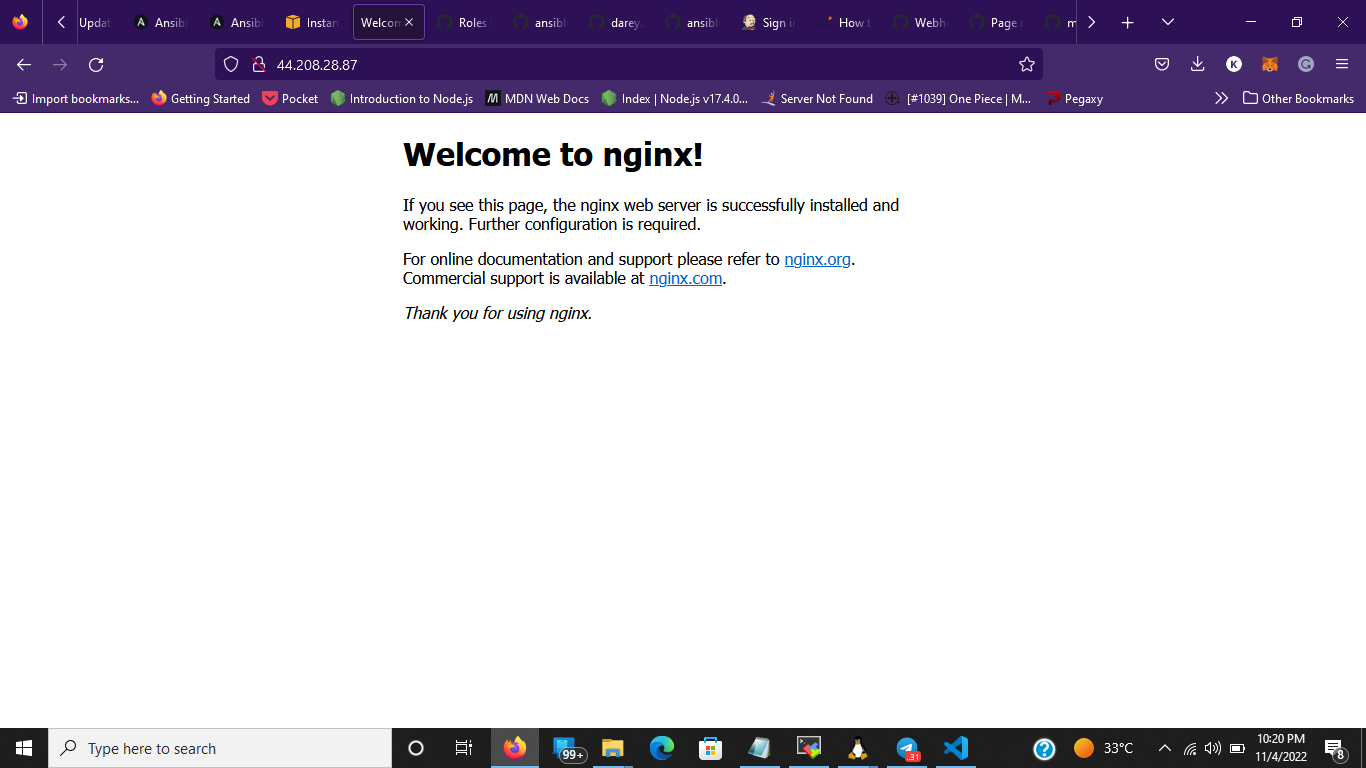 Updat
Ansibl
Ansibl
Instan
Welcom
Roles
ansibl
darey.
ansibl
Sign in
How t
Webh
Page
m
44.208.28.87
K
Import bookmarks...
Getting Started
Pocket
Introduction to Node.js
M
MDN Web Docs
Index | Node.js v17.4.0...
Server Not Found
[#1039] One Piece | M...
Pegaxy
Other Bookmarks
Welcome to nginx!
If you see this page, the nginx web server is successfully installed and
working. Further configuration is required.
For online documentation and support please refer to nginx.org.
Commercial support is available at nginx.com.
Thank you for using nginx.
Type here to search
99+
31
33°C
10:20 PM
11/4/2022
8